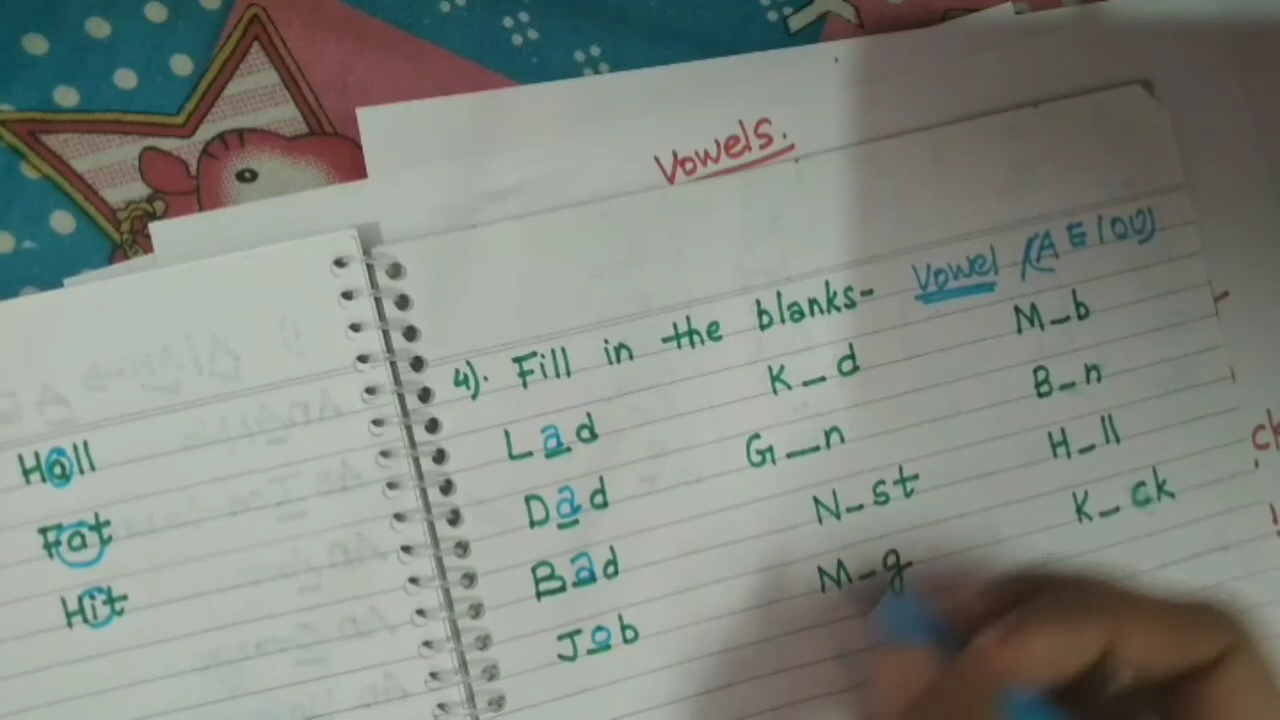 Vowels.
4). Fill in the blanks- Vowel (A E I O U)
Lad K_d M_b
Dad G_n B_n
Bad N_st H_ll
Job M_g K_ck
Hall
Fat
Hit